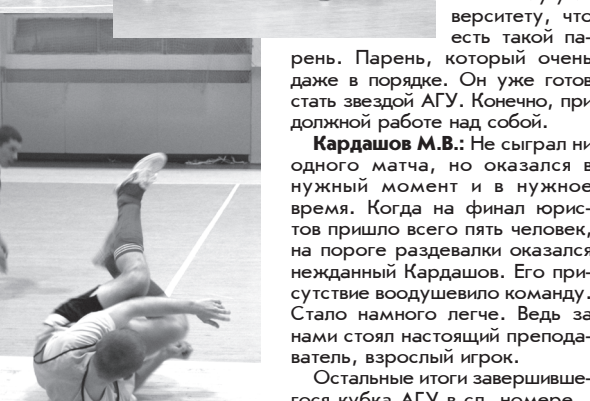 верситету, что
есть такой па-
рень. Парень, который очень
даже в порядке. Он уже готов
стать звездой АГУ. Конечно, при
должной работе над собой.
Кардашов М.В.: Не сыграл ни
одного матча, но оказался в
нужный момент и в нужное
время. Когда на финал юрис-
тов пришло всего пять человек,
на пороге раздевалки оказался
нежданный Кардашов. Его при-
сутствие воодушевило команду.
Стало намного легче. Ведь за
нами стоял настоящий препода-
ватель, взрослый игрок.
Остальные итоги завершивше-
гося кубка АГУ в сл. номере.